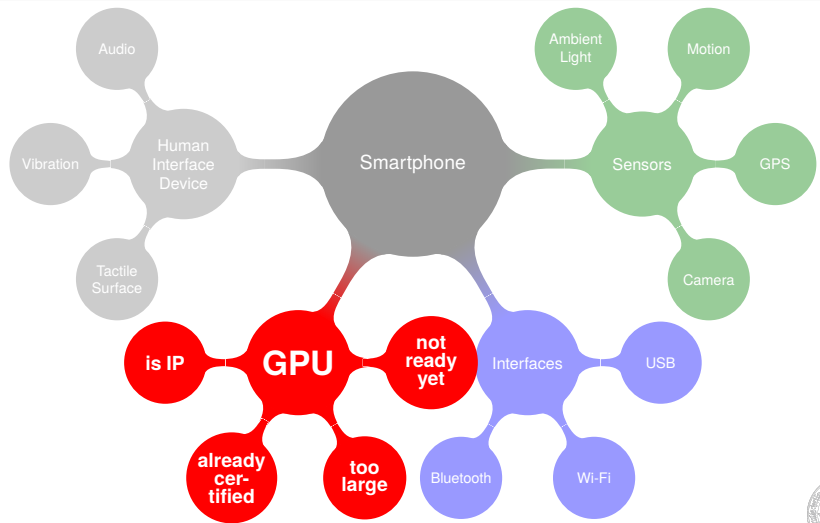 Audio
Vibration
Human
Interface
Device
Tactile
Surface
Smartphone
Ambient
Light
Motion
Sensors
GPS
Camera
is IP
GPU
not
ready
yet
already
cer-
tified
too
large
Interfaces
USB
Bluetooth
Wi-Fi